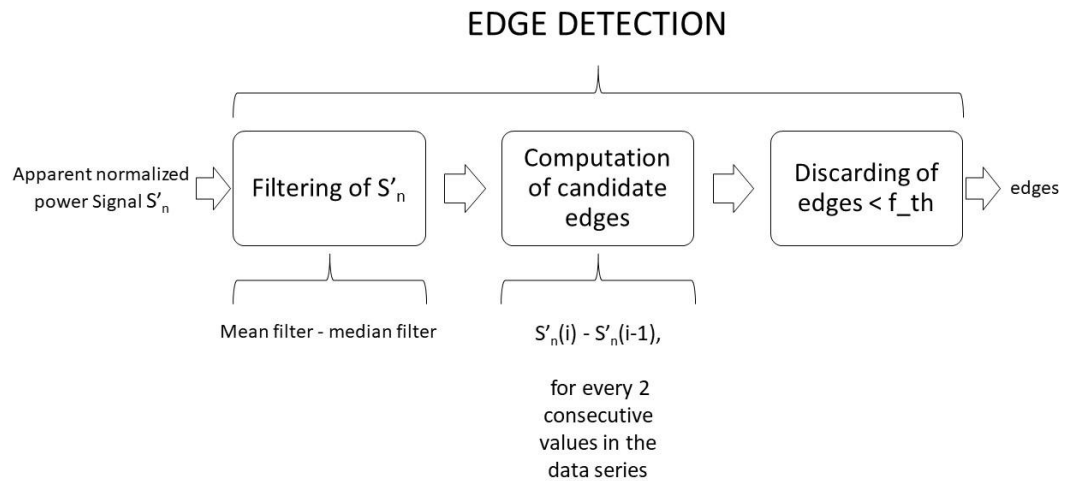 EDGE DETECTION
Apparent normalized
power Signal S'ₙ
Filtering of S'ₙ
Computation
of candidate
edges
Discarding of
edges < f_th
edges
Mean filter - median filter
S'ₙ(i) - S'ₙ(i-1),
for every 2
consecutive
values in the
data series